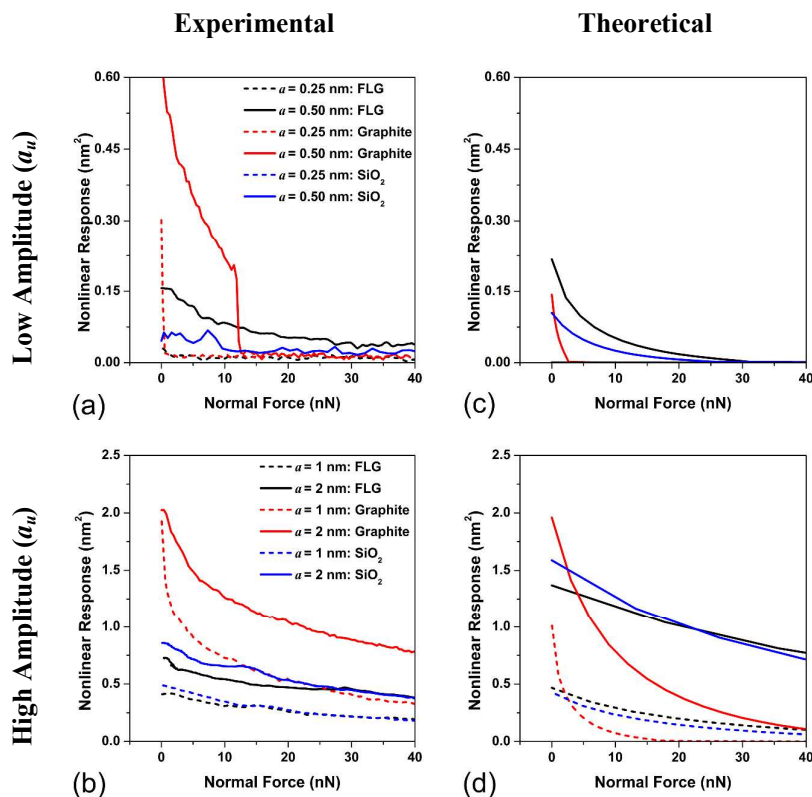 Experimental
Theoretical
Low Amplitude (a_u)
Nonlinear Response (nm²)
0.60
0.45
0.30
0.15
0.00
a = 0.25 nm: FLG
a = 0.50 nm: FLG
a = 0.25 nm: Graphite
a = 0.50 nm: Graphite
a = 0.25 nm: SiO₂
a = 0.50 nm: SiO₂
0 10 20 30 40
Normal Force (nN)
(a)
Nonlinear Response (nm²)
0.60
0.45
0.30
0.15
0.00
0 10 20 30 40
Normal Force (nN)
(c)
High Amplitude (a_u)
Nonlinear Response (nm²)
2.5
2.0
1.5
1.0
0.5
0.0
a = 1 nm: FLG
a = 2 nm: FLG
a = 1 nm: Graphite
a = 2 nm: Graphite
a = 1 nm: SiO₂
a = 2 nm: SiO₂
0 10 20 30 40
Normal Force (nN)
(b)
Nonlinear Response (nm²)
2.5
2.0
1.5
1.0
0.5
0.0
0 10 20 30 40
Normal Force (nN)
(d)